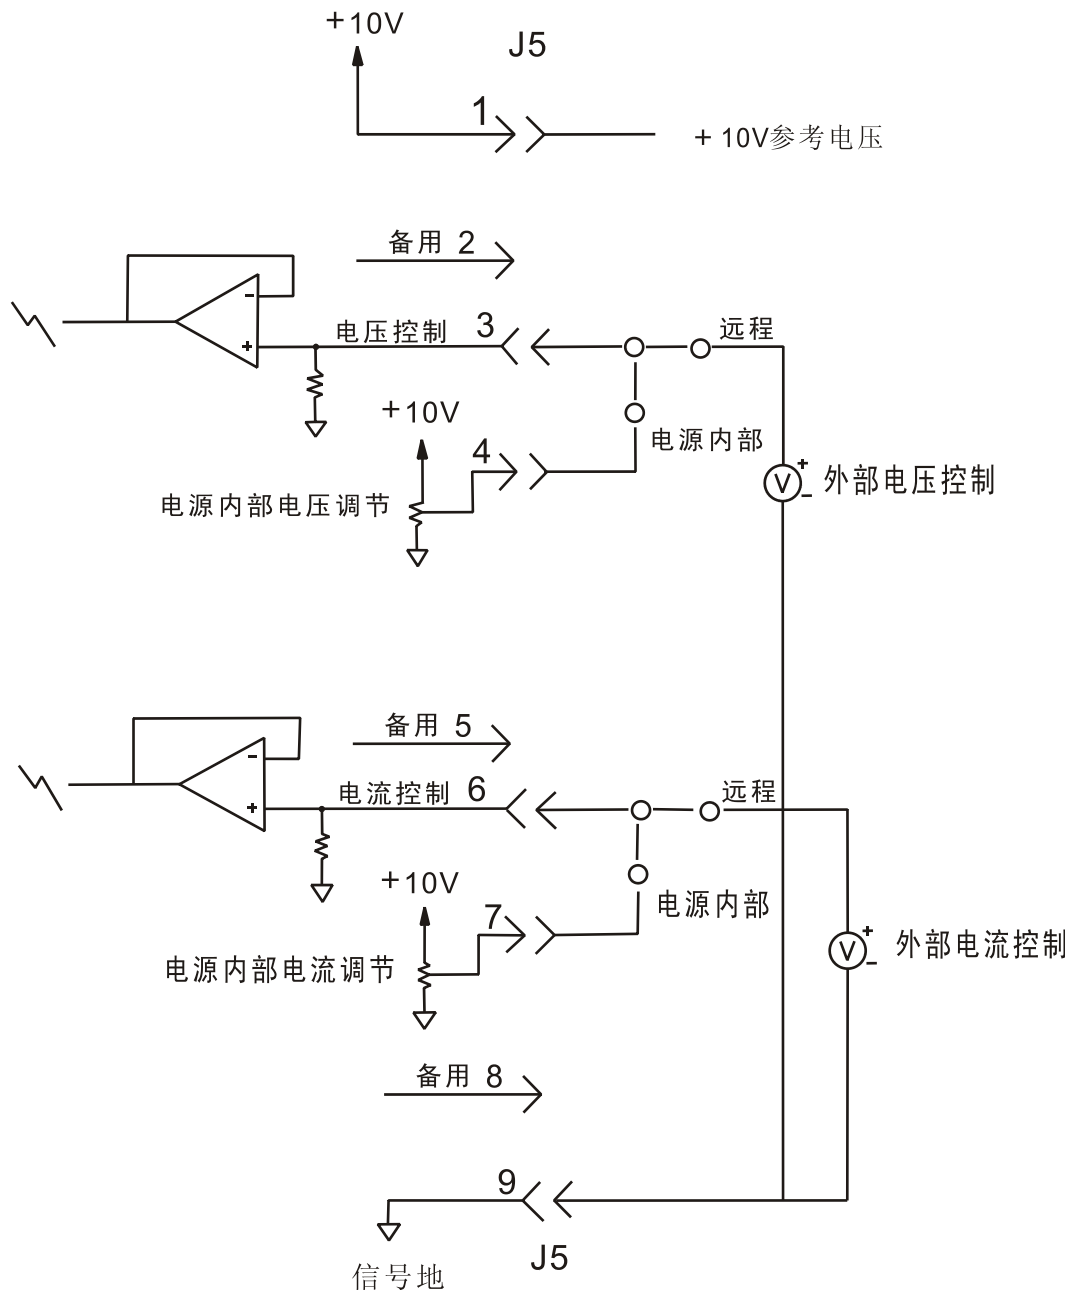 +10V
J5
1
+10V参考电压
备用 2
电压控制 3
远程
+10V
4
电源内部
电源内部电压调节
V
+
-
外部电压控制
-
+
备用 5
电流控制 6
远程
+10V
7
电源内部
电源内部电流调节
V
+
-
外部电流控制
-
+
备用 8
9
J5
信号地